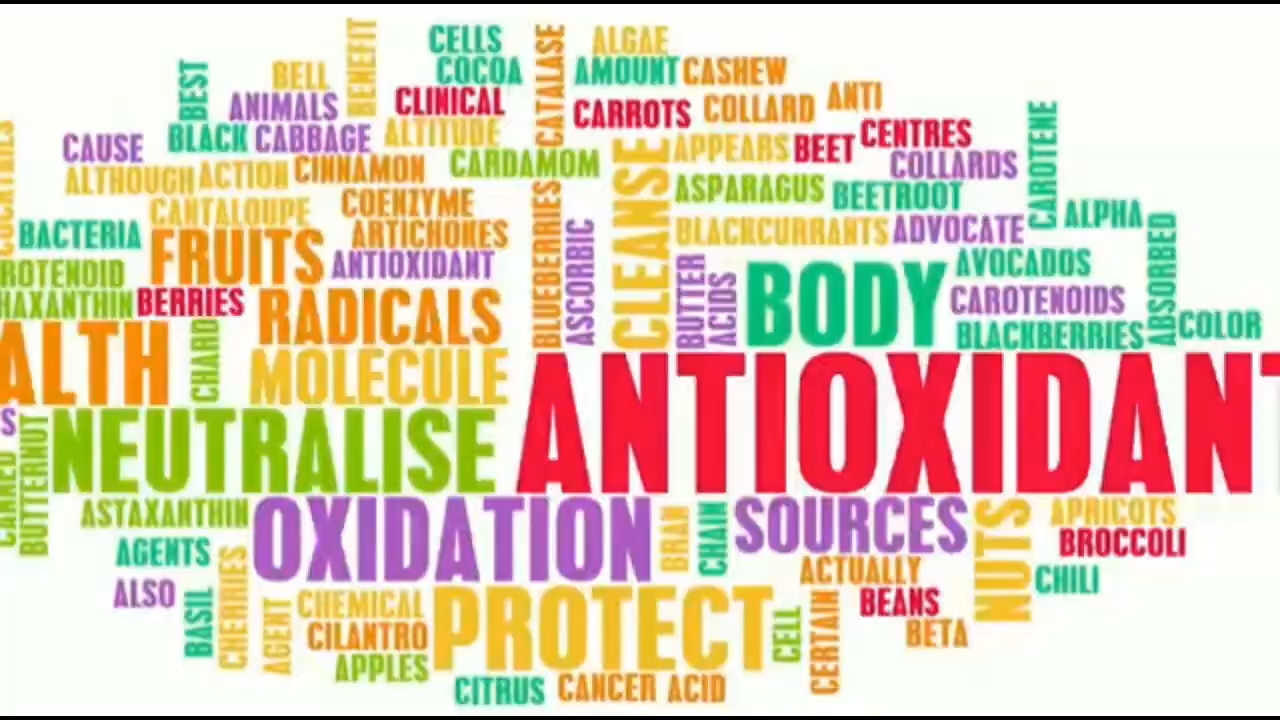 CELLS
ALGAE
BENEFIT
BELL
COCOA
CATALASE
AMOUNT
CASHEW
BEST
ANIMALS
CLINICAL
CARROTS
COLLARD
ANTI
CAUSE
BLACK
CABBAGE
ALTITUDE
APPEARS
BEET
CENTRES
CAROTENE
ALTHOUGH
ACTION
CINNAMON
CARDAMOM
CLEANSE
COLLARDS
CANTALOUPE
COENZYME
ASPARAGUS
BEETROOT
ALPHA
BACTERIA
FRUITS
ARTICHOKES
BLUEBERRIES
ASCORBIC
BLACKCURRANTS
ADVOCATE
ABSORBED
ROTENOID
ANTIOXIDANT
BUTTER
ACIDS
BODY
AVOCADOS
HAXANTHIN
BERRIES
RADICALS
CAROTENOIDS
BLACKBERRIES
COLOR
ALTH
CHARD
MOLECULE
ANTIOXIDANT
S
BUTTERNUT
NEUTRALISE
ASTAXANTHIN
OXIDATION
BRAN
CHAIN
SOURCES
NUTS
APRICOTS
AGENTS
BROCCOLI
ALSO
BASIL
CHERRIES
ACTUALLY
CHILI
AGENT
CHEMICAL
PROTECT
CELL
CERTAIN
BEANS
CILANTRO
BETA
APPLES
CITRUS
CANCER
ACID